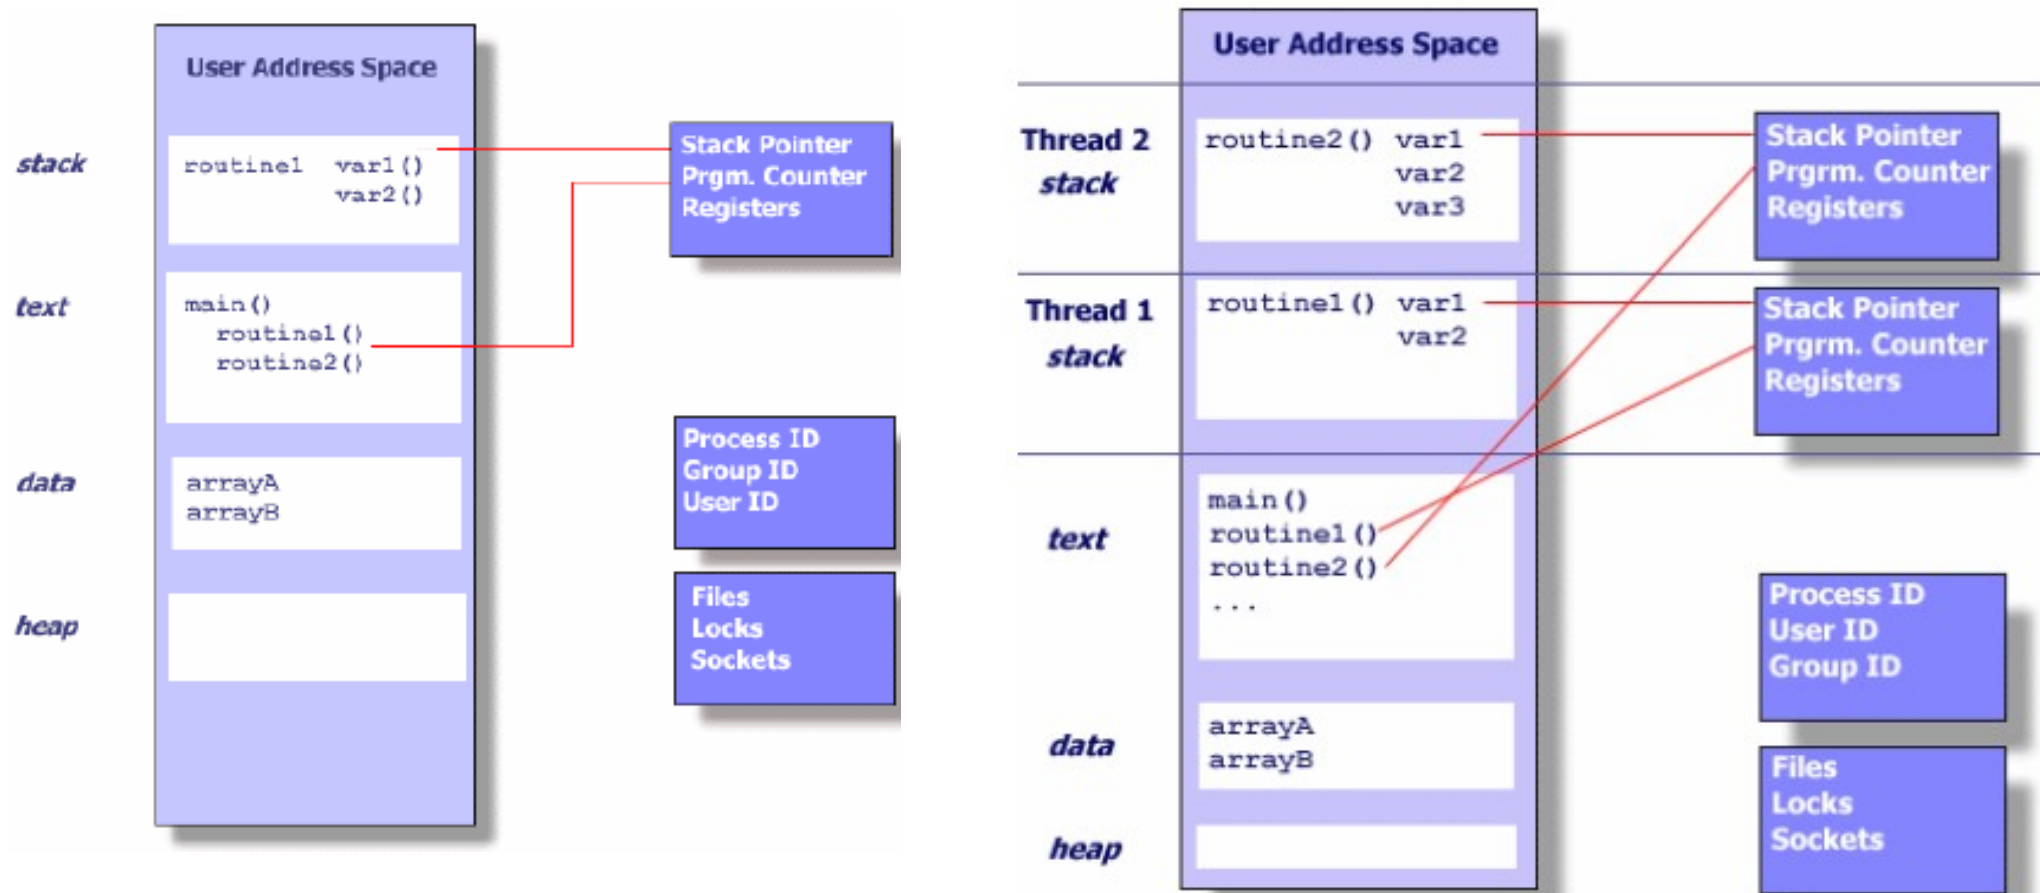 User Address Space
stack
routine1 var1()
var2()
Stack Pointer
Prgm. Counter
Registers
text
main()
routine1()
routine2()
Process ID
Group ID
User ID
data
arrayA
arrayB
Files
Locks
Sockets
heap
User Address Space
Thread 2
stack
routine2() var1
var2
var3
Stack Pointer
Prgrm. Counter
Registers
Thread 1
stack
routine1() var1
var2
Stack Pointer
Prgrm. Counter
Registers
text
main()
routine1()
routine2()
...
Process ID
User ID
Group ID
data
arrayA
arrayB
Files
Locks
Sockets
heap